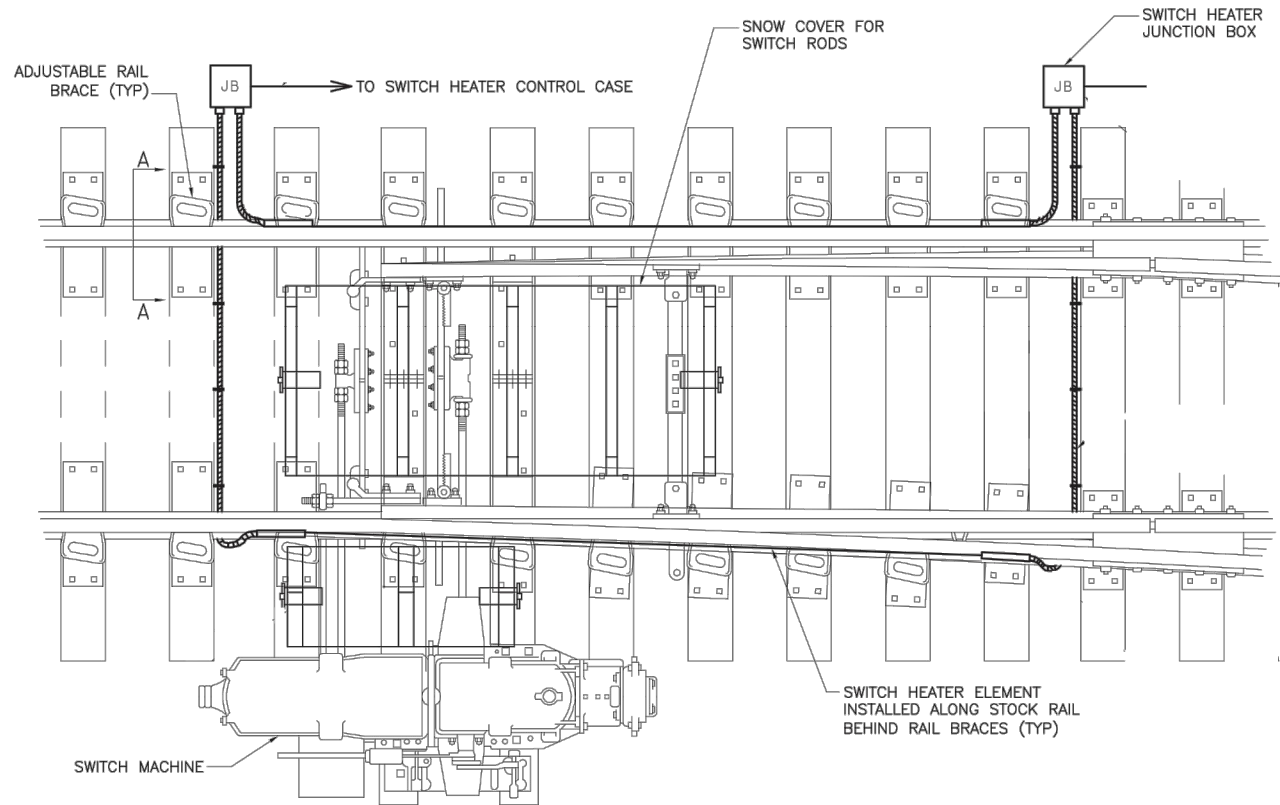 SWITCH HEATER
JUNCTION BOX
SNOW COVER FOR
SWITCH RODS
ADJUSTABLE RAIL
BRACE (TYP)
JB
TO SWITCH HEATER CONTROL CASE
JB
A
A
SWITCH HEATER ELEMENT
INSTALLED ALONG STOCK RAIL
BEHIND RAIL BRACES (TYP)
SWITCH MACHINE